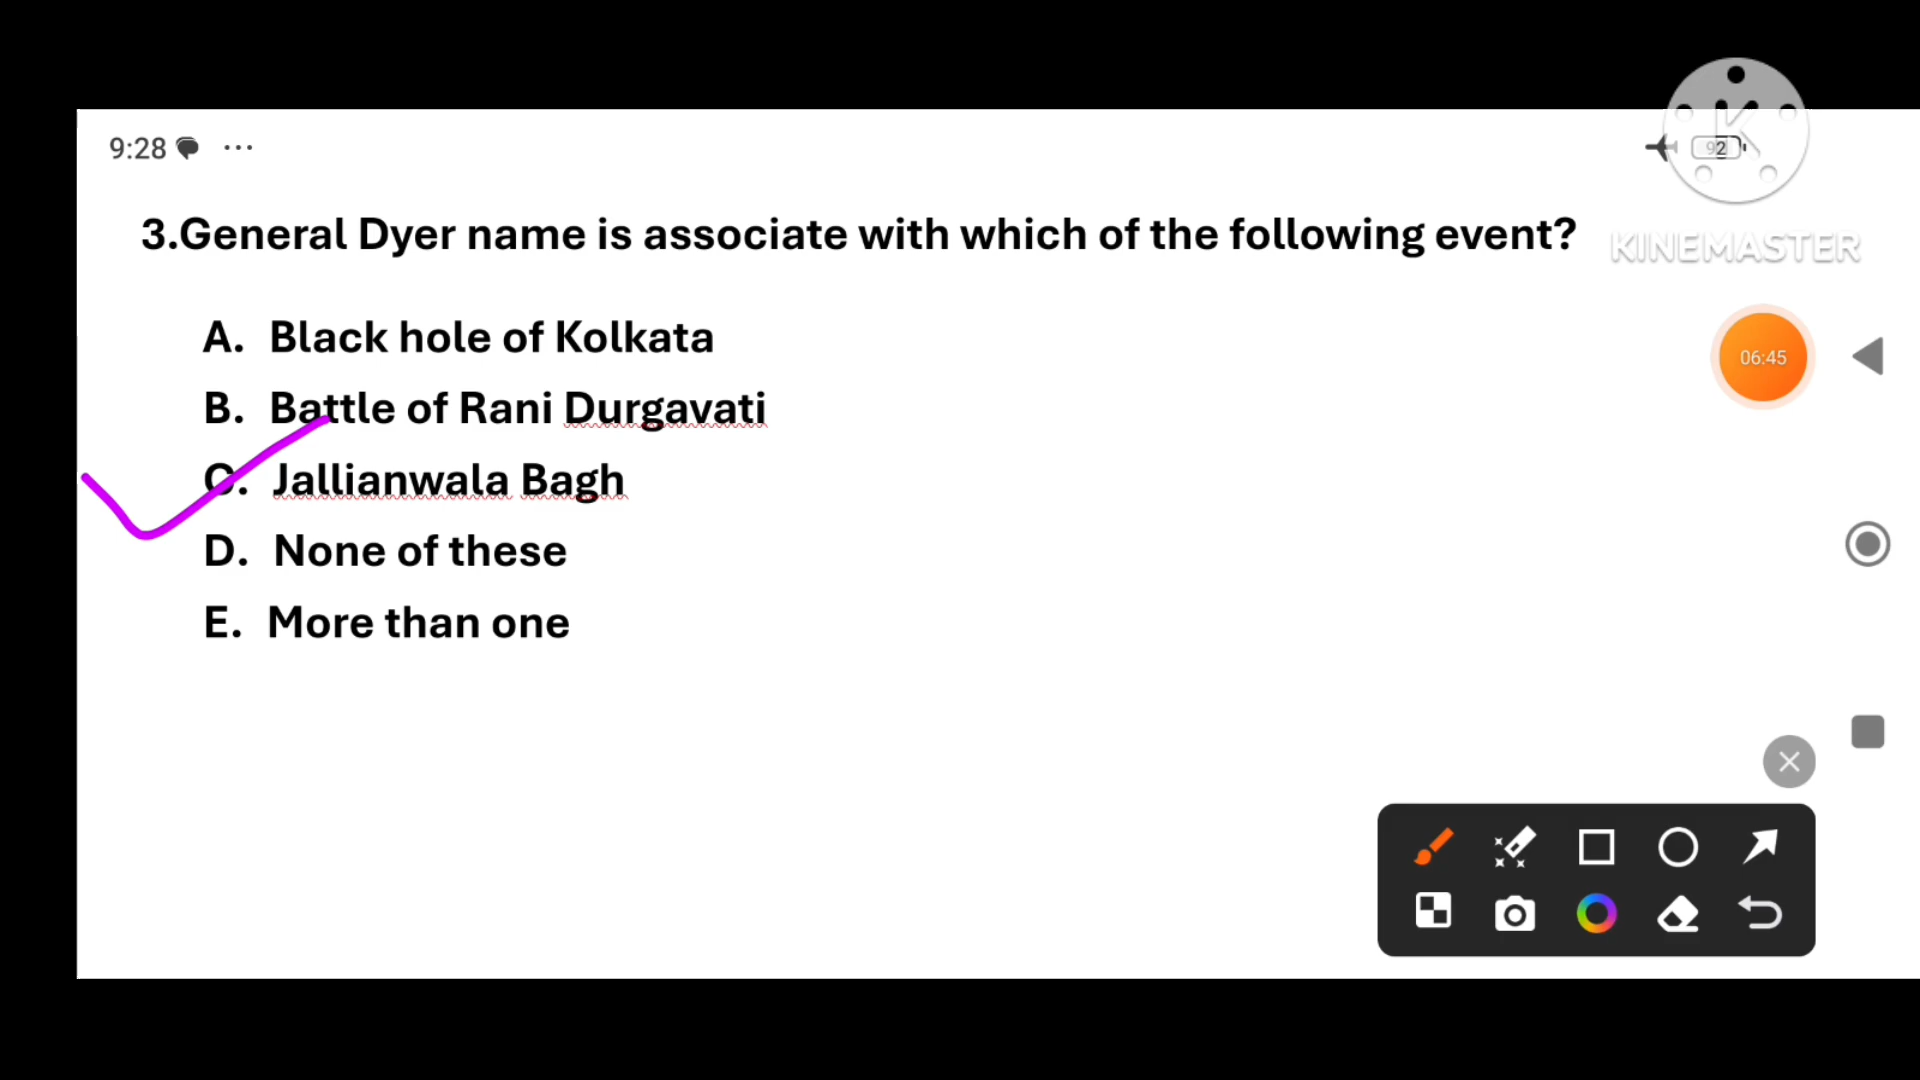 9:28 ...
92
KINEMASTER
3.General Dyer name is associate with which of the following event?
A. Black hole of Kolkata
06:45
B. Battle of Rani Durgavati
C. Jallianwala Bagh
D. None of these
E. More than one